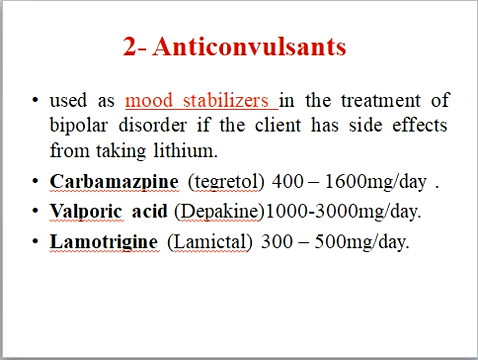 2- Anticonvulsants
• used as mood stabilizers in the treatment of
bipolar disorder if the client has side effects
from taking lithium.
• Carbamazpine (tegretol) 400 – 1600mg/day .
• Valporic acid (Depakine)1000-3000mg/day.
• Lamotrigine (Lamictal) 300 – 500mg/day.